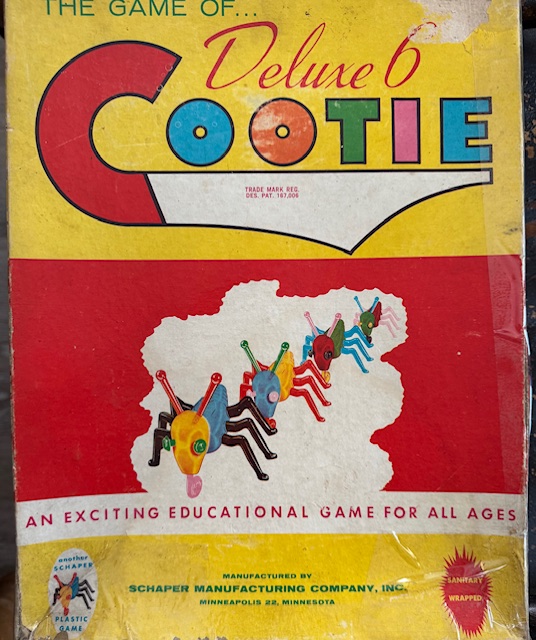 THE GAME OF...
Deluxe 6
COOTIE
TRADE MARK REG.
DES. PAT. 167,006
AN EXCITING EDUCATIONAL GAME FOR ALL AGES
another
SCHAPER
PLASTIC
GAME
MANUFACTURED BY
SCHAPER MANUFACTURING COMPANY, INC.
MINNEAPOLIS 22, MINNESOTA
SANITARY
WRAPPED